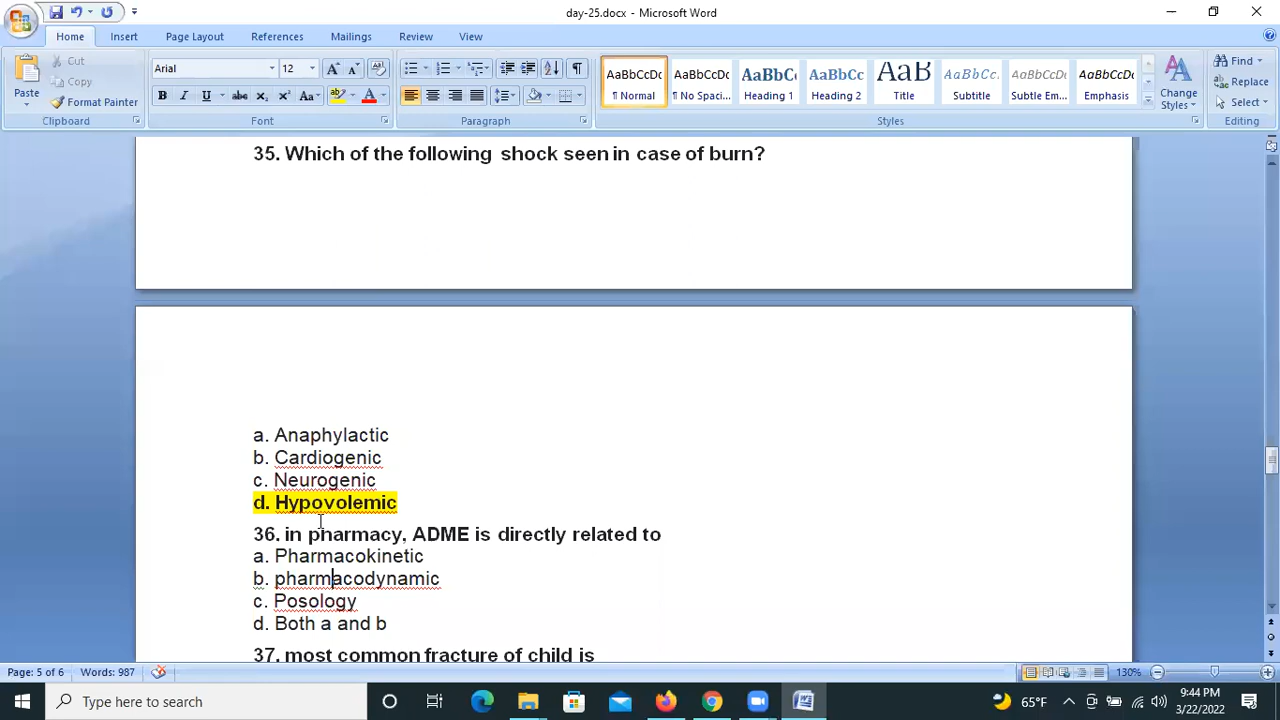 day-25.docx - Microsoft Word
Home Insert Page Layout References Mailings Review View
Paste
Cut
Copy
Format Painter
Clipboard
Arial 12
B I U abc x₂ x² Aa
Font
Paragraph
AaBbCcDc AaBbCcDc AaBbC AaBbCc AaB AaBbCc. AaBbCcDc AaBbCcDc
¶ Normal ¶ No Spaci... Heading 1 Heading 2 Title Subtitle Subtle Em... Emphasis
Styles
Change
Styles
Find
Replace
Select
Editing
35. Which of the following shock seen in case of burn?
a. Anaphylactic
b. Cardiogenic
c. Neurogenic
d. Hypovolemic
36. in pharmacy, ADME is directly related to
a. Pharmacokinetic
b. pharmacodynamic
c. Posology
d. Both a and b
37. most common fracture of child is
Page: 5 of 6 Words: 987 130%
Type here to search
65°F
9:44 PM
3/22/2022